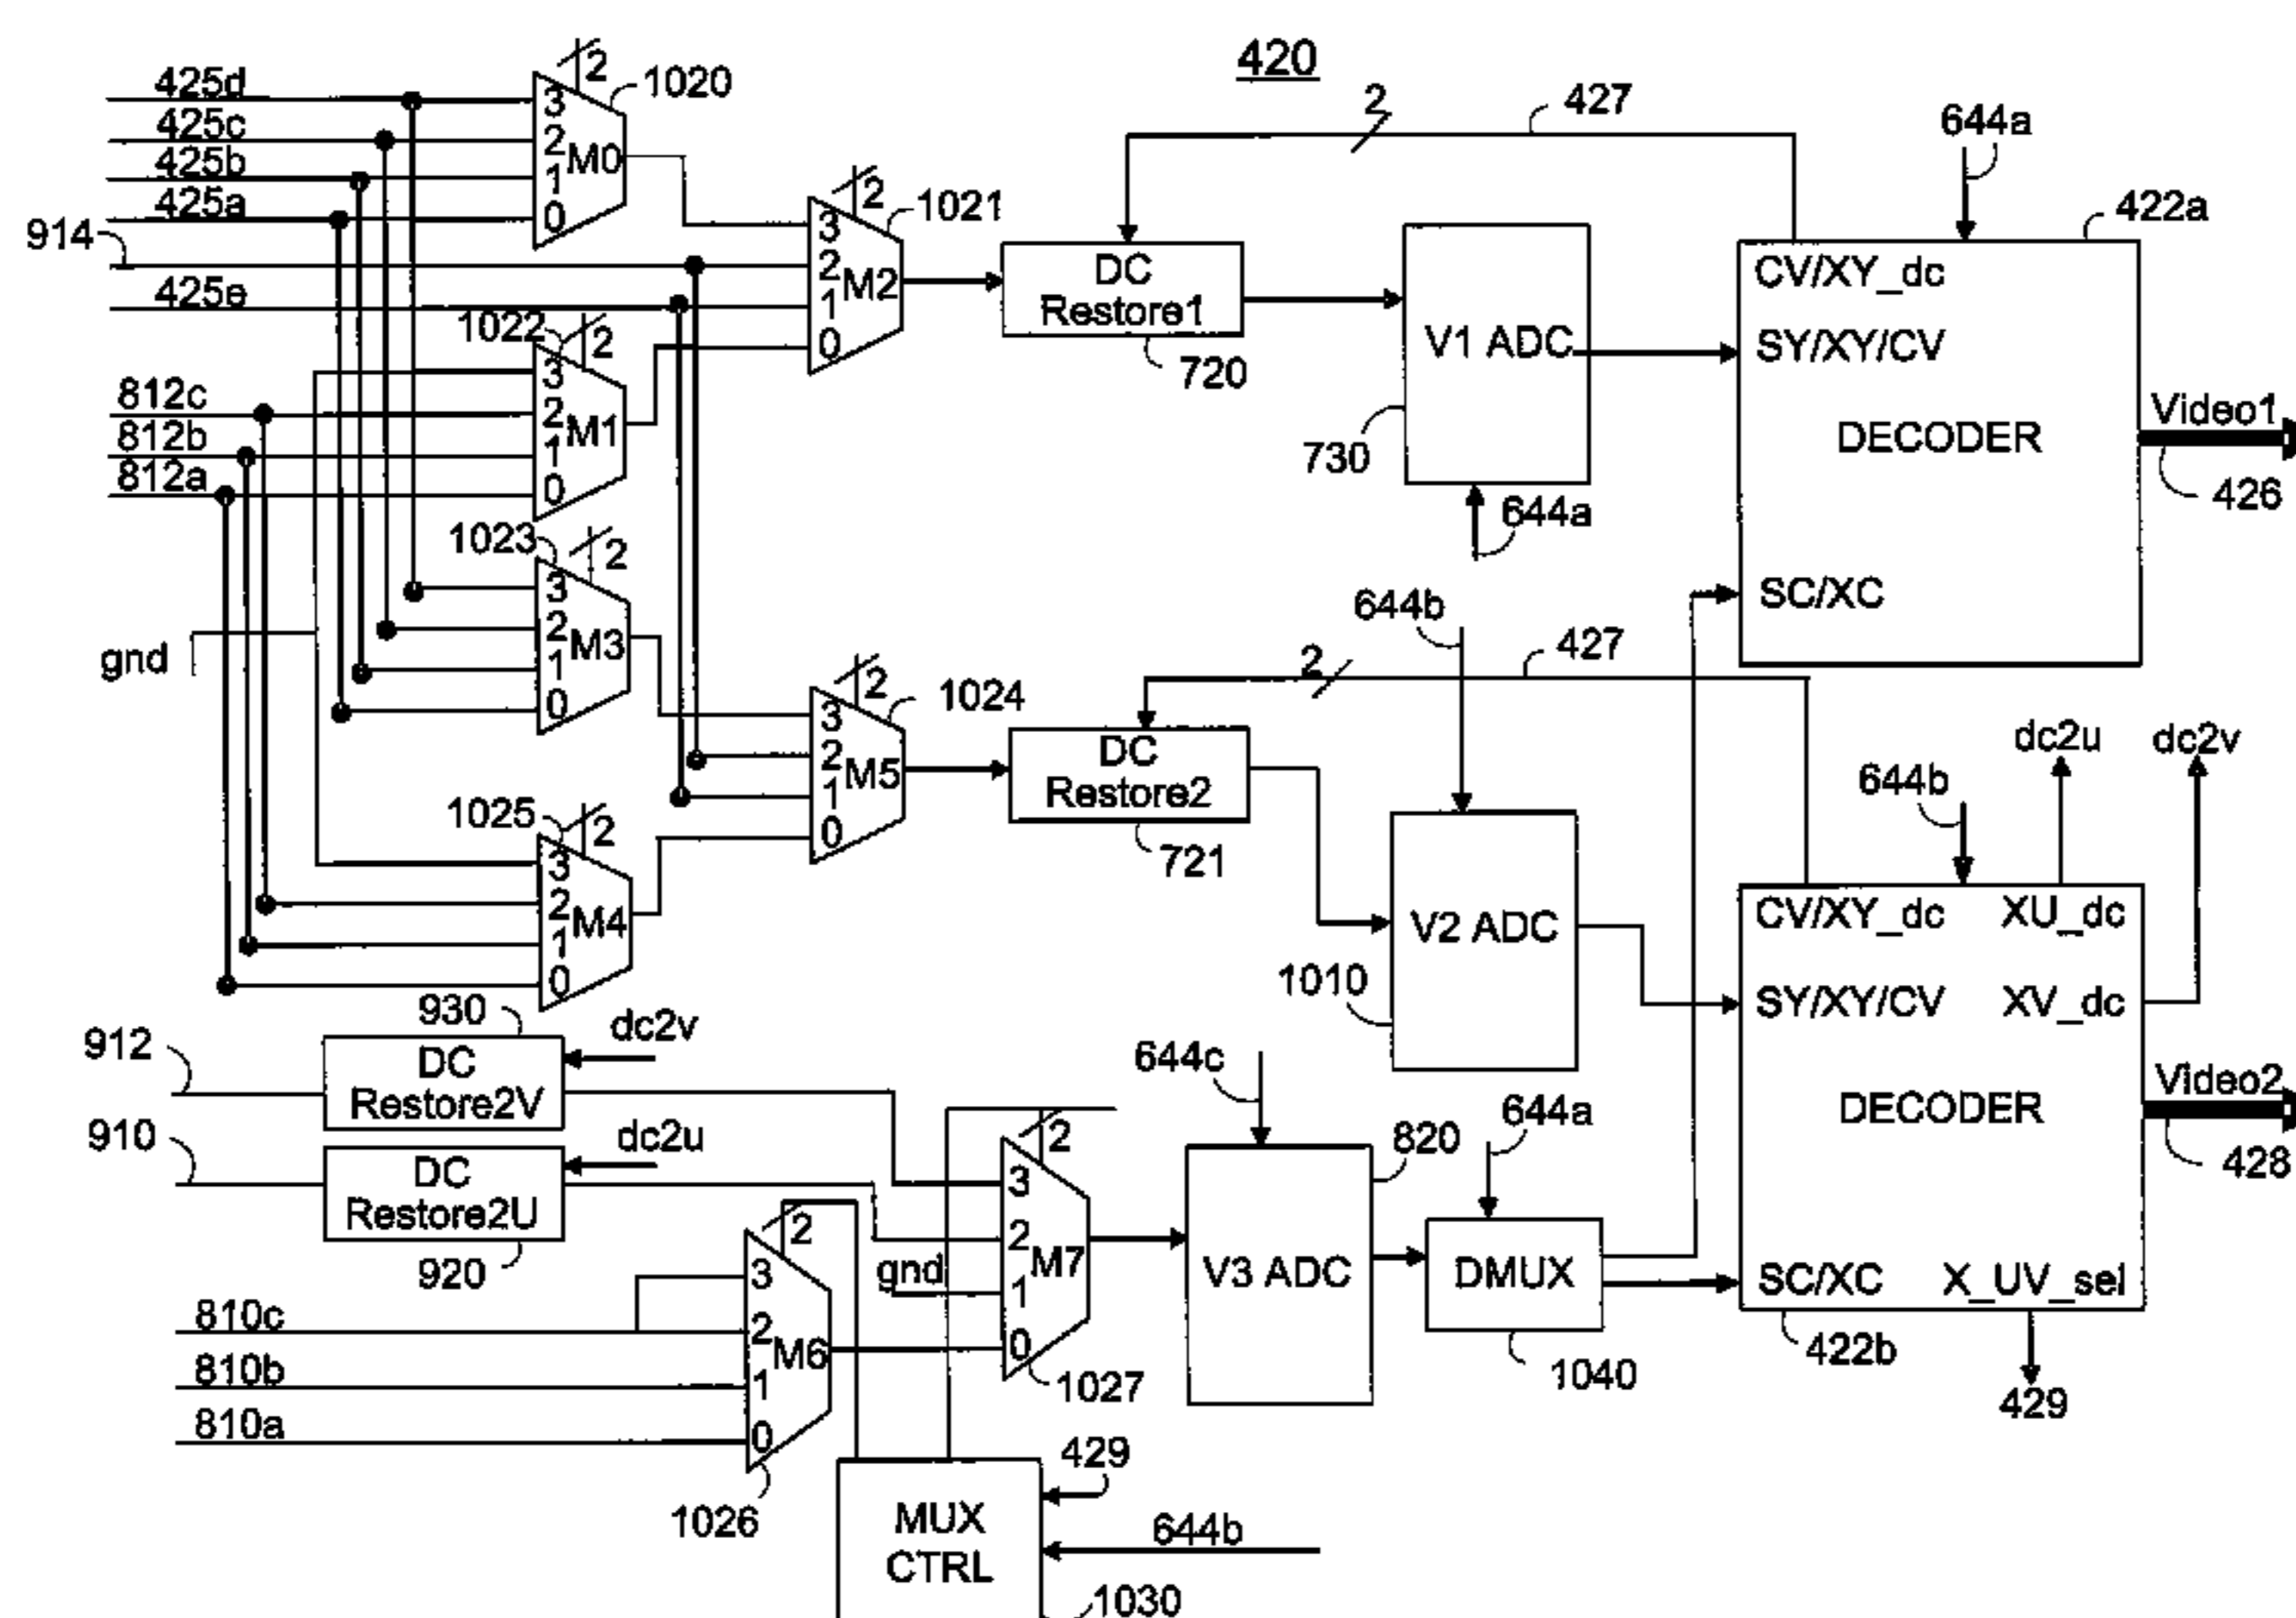 420
425d
425c
425b
425a
914
425e
2
3
2
1
0
M0
1020
2
3
2
1
0
M2
1021
DC
Restore1
720
2
427
V1 ADC
730
644a
644a
422a
CV/XY_dc
SY/XY/CV
DECODER
SC/XC
Video1
426
1022
2
3
2
1
0
M1
812c
812b
812a
gnd
1023
2
3
2
1
0
M3
2
3
2
1
0
M5
1024
DC
Restore2
721
2
427
644b
V2 ADC
1010
1025
2
3
2
1
0
M4
dc2u
dc2v
644b
CV/XY_dc
XU_dc
SY/XY/CV
XV_dc
DECODER
SC/XC
X_UV_sel
422b
429
Video2
428
912
930
DC
Restore2V
dc2v
910
DC
Restore2U
920
dc2u
2
3
2
1
0
M6
1026
810c
810b
810a
gnd
2
3
2
1
0
M7
1027
644c
V3 ADC
820
644a
DMUX
1040
MUX
CTRL
1030
429
644b